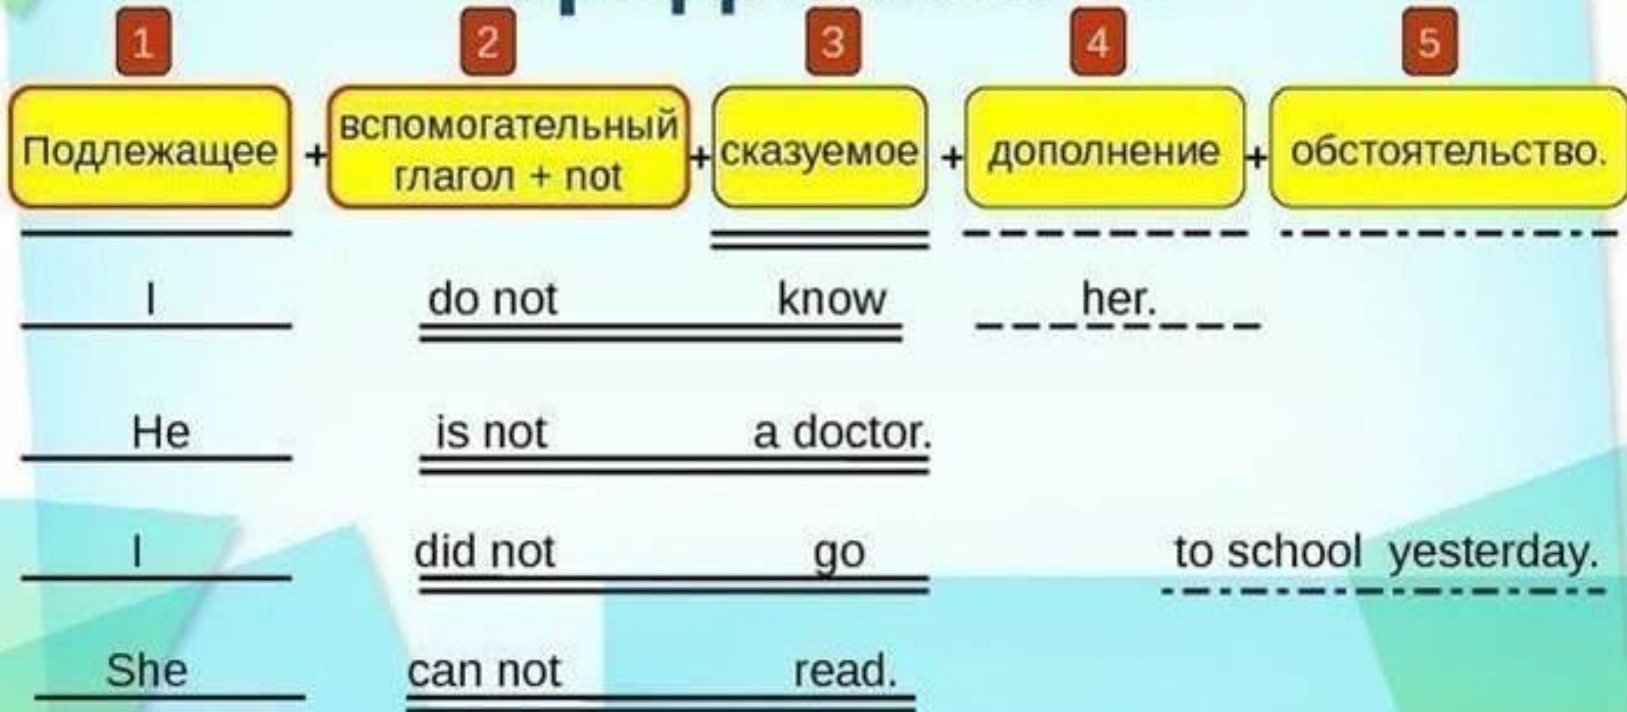 1 2 3 4 5
Подлежащее + вспомогательный глагол + not + сказуемое + дополнение + обстоятельство.
I do not know her.
He is not a doctor.
I did not go to school yesterday.
She can not read.